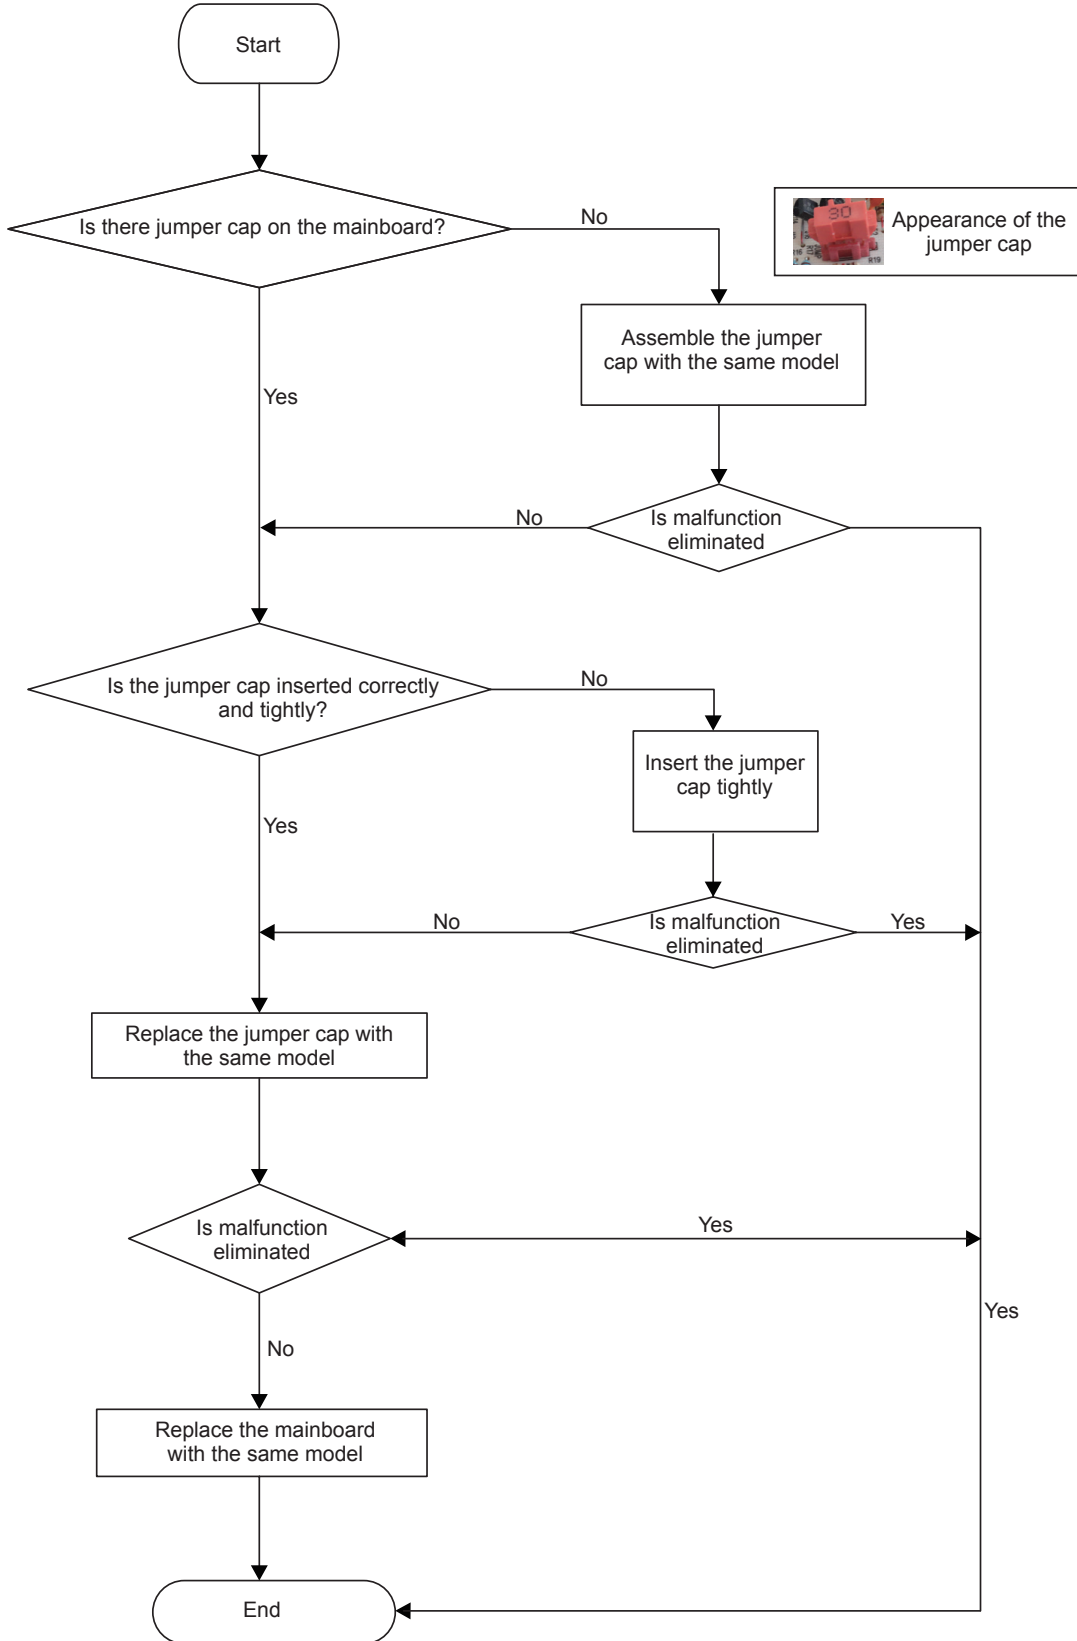 Start
Is there jumper cap on the mainboard?
No
30
R19
Appearance of the
jumper cap
Assemble the jumper
cap with the same model
Yes
No
Is malfunction
eliminated
Is the jumper cap inserted correctly
and tightly?
No
Insert the jumper
cap tightly
Yes
No
Is malfunction
eliminated
Yes
Replace the jumper cap with
the same model
Is malfunction
eliminated
Yes
Yes
No
Replace the mainboard
with the same model
End